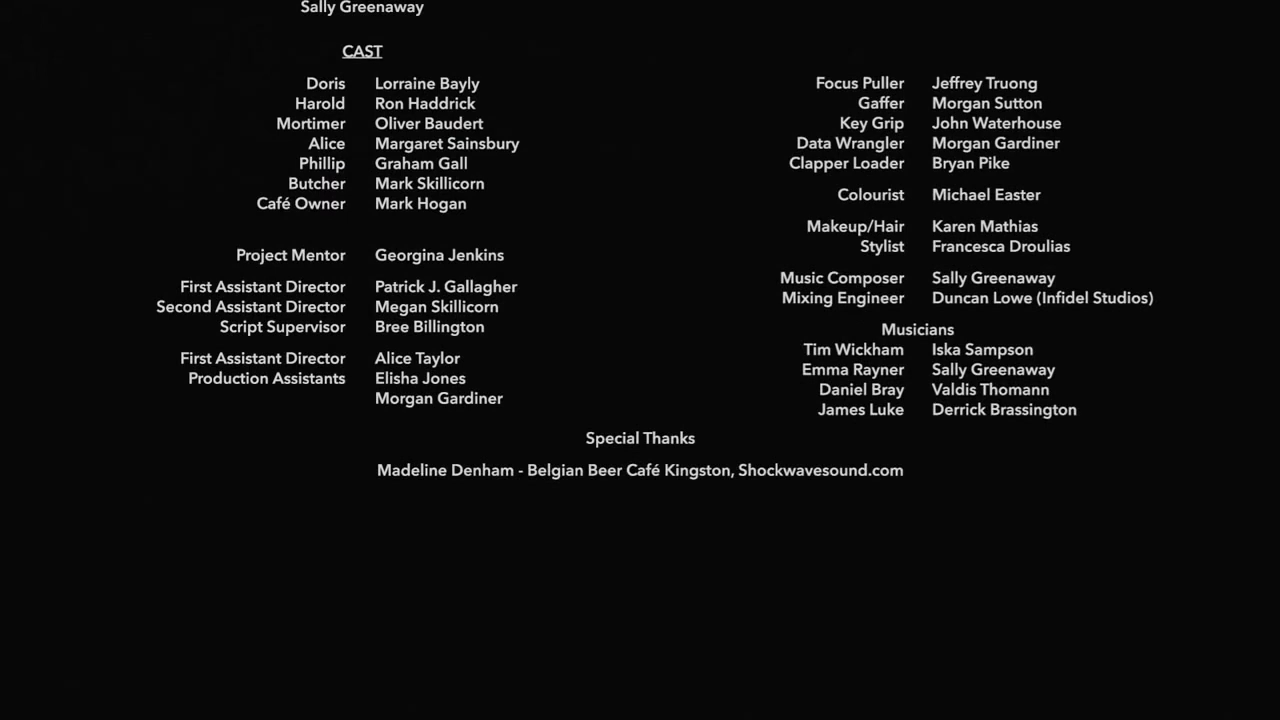 Sally Greenaway
CAST
Doris Lorraine Bayly
Harold Ron Haddrick
Mortimer Oliver Baudert
Alice Margaret Sainsbury
Phillip Graham Gall
Butcher Mark Skillicorn
Café Owner Mark Hogan
Project Mentor Georgina Jenkins
First Assistant Director Patrick J. Gallagher
Second Assistant Director Megan Skillicorn
Script Supervisor Bree Billington
First Assistant Director Alice Taylor
Production Assistants Elisha Jones
Morgan Gardiner
Focus Puller Jeffrey Truong
Gaffer Morgan Sutton
Key Grip John Waterhouse
Data Wrangler Morgan Gardiner
Clapper Loader Bryan Pike
Colourist Michael Easter
Makeup/Hair Karen Mathias
Stylist Francesca Droulias
Music Composer Sally Greenaway
Mixing Engineer Duncan Lowe (Infidel Studios)
Musicians
Tim Wickham Iska Sampson
Emma Rayner Sally Greenaway
Daniel Bray Valdis Thomann
James Luke Derrick Brassington
Special Thanks
Madeline Denham - Belgian Beer Café Kingston, Shockwavesound.com